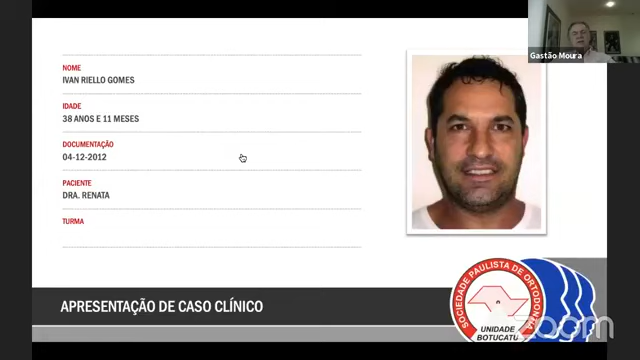 Gastão Moura
NOME
IVAN RIELLO GOMES
IDADE
38 ANOS E 11 MESES
DOCUMENTAÇÃO
04-12-2012
PACIENTE
DRA. RENATA
TURMA
APRESENTAÇÃO DE CASO CLÍNICO
SOCIEDADE PAULISTA DE ORTODONTIA
UNIDADE
BOTUCATU
zoom